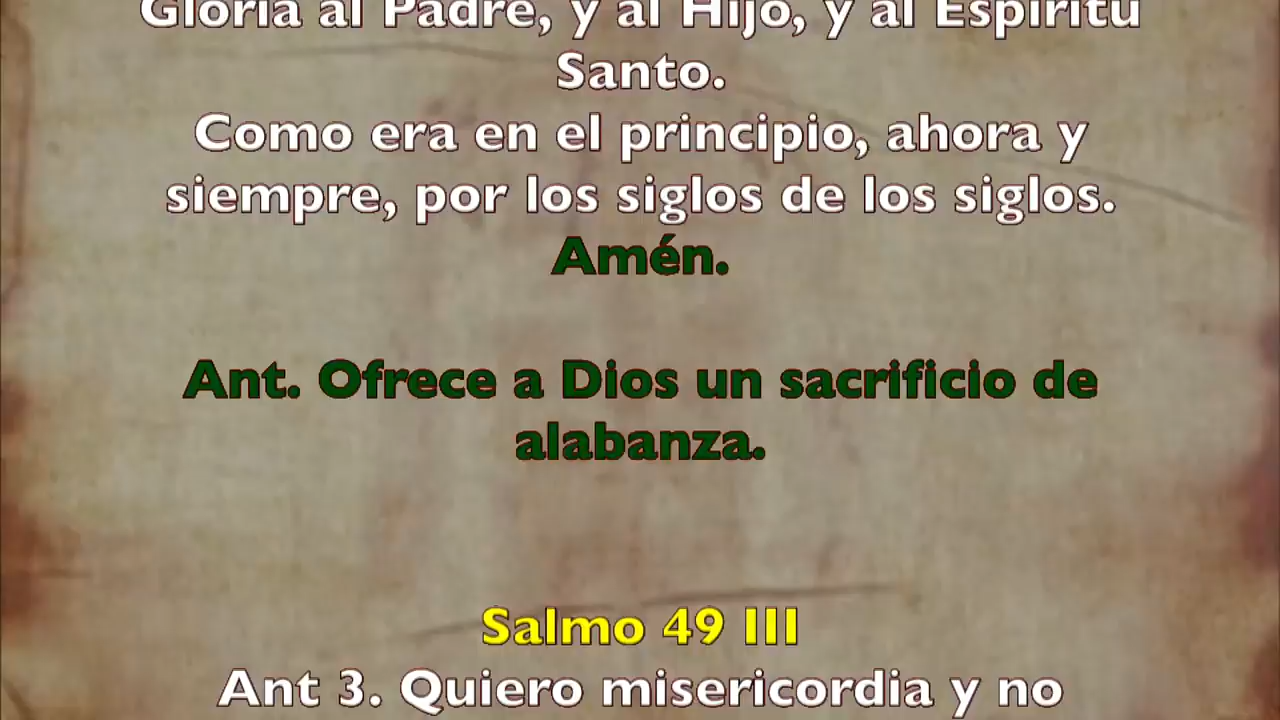 Gloria al Padre, y al Hijo, y al Espíritu
Santo.
Como era en el principio, ahora y
siempre, por los siglos de los siglos.
Amén.
Ant. Ofrece a Dios un sacrificio de
alabanza.
Salmo 49 III
Ant 3. Quiero misericordia y no